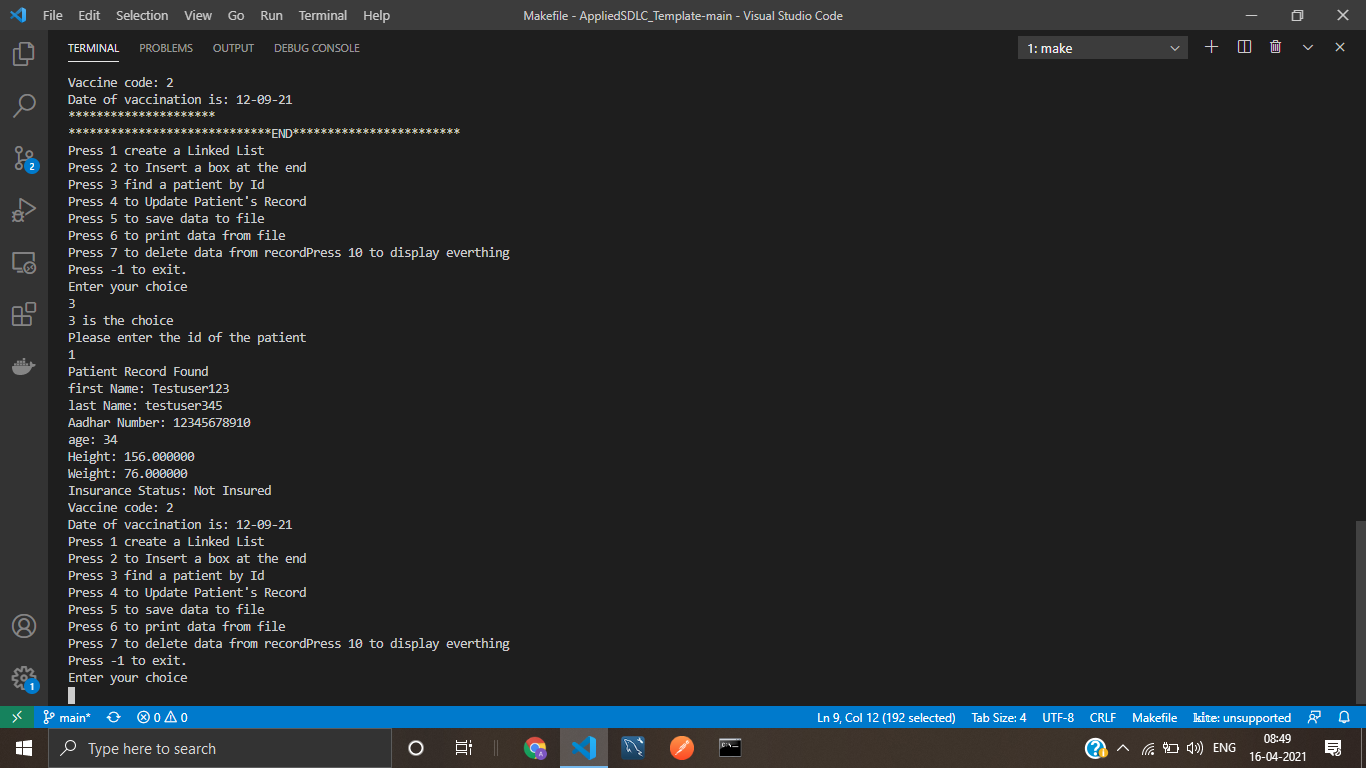 File Edit Selection View Go Run Terminal Help Makefile - AppliedSDLC_Template-main - Visual Studio Code
TERMINAL PROBLEMS OUTPUT DEBUG CONSOLE 1: make
Vaccine code: 2
Date of vaccination is: 12-09-21
*********************
*****************************END************************
Press 1 create a Linked List
Press 2 to Insert a box at the end
Press 3 find a patient by Id
Press 4 to Update Patient's Record
Press 5 to save data to file
Press 6 to print data from file
Press 7 to delete data from recordPress 10 to display everthing
Press -1 to exit.
Enter your choice
3
3 is the choice
Please enter the id of the patient
1
Patient Record Found
first Name: Testuser123
last Name: testuser345
Aadhar Number: 12345678910
age: 34
Height: 156.000000
Weight: 76.000000
Insurance Status: Not Insured
Vaccine code: 2
Date of vaccination is: 12-09-21
Press 1 create a Linked List
Press 2 to Insert a box at the end
Press 3 find a patient by Id
Press 4 to Update Patient's Record
Press 5 to save data to file
Press 6 to print data from file
Press 7 to delete data from recordPress 10 to display everthing
Press -1 to exit.
Enter your choice
2
1
main* 0 0 Ln 9, Col 12 (192 selected) Tab Size: 4 UTF-8 CRLF Makefile kite: unsupported
Type here to search ENG 08:49
16-04-2021